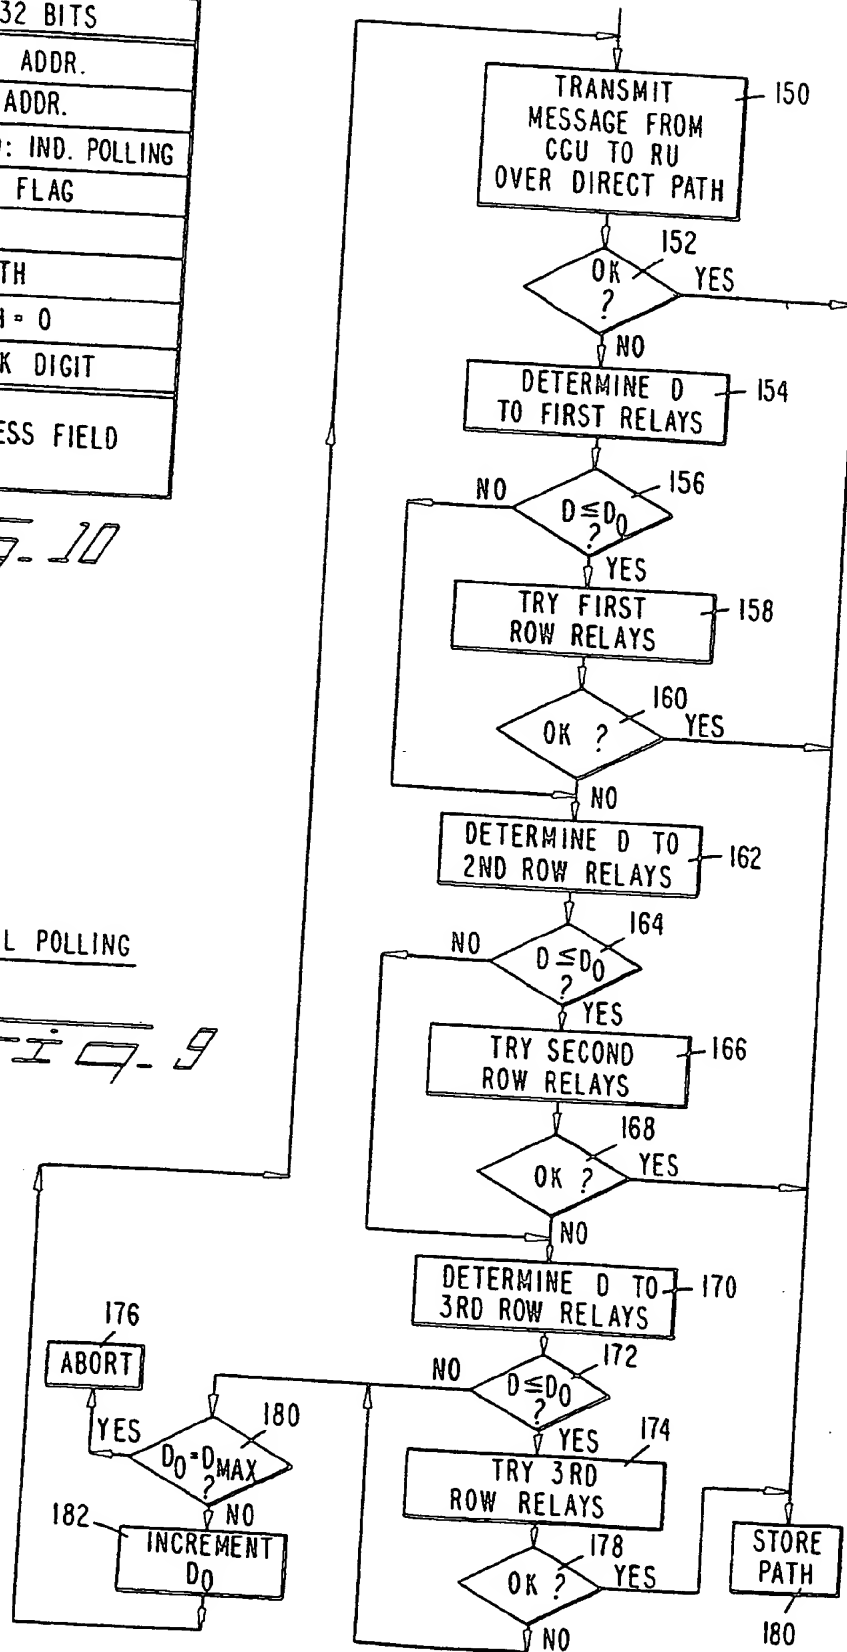 32 BITS
ADDR.
ADDR.
: IND. POLLING
FLAG
TH
= 0
K DIGIT
ESS FIELD
g. 10
TRANSMIT
MESSAGE FROM
CCU TO RU
OVER DIRECT PATH
150
OK
?
152
YES
NO
DETERMINE D
TO FIRST RELAYS
154
D≤D0
?
156
NO
YES
TRY FIRST
ROW RELAYS
158
OK ?
160
YES
NO
DETERMINE D TO
2ND ROW RELAYS
162
D≤D0
?
164
NO
YES
L POLLING
Fig. 9
TRY SECOND
ROW RELAYS
166
OK ?
168
YES
NO
DETERMINE D TO
3RD ROW RELAYS
170
D≤D0
?
172
NO
YES
176
ABORT
YES
D0=DMAX
?
180
NO
182
INCREMENT
D0
TRY 3RD
ROW RELAYS
174
OK ?
178
YES
NO
STORE
PATH
180